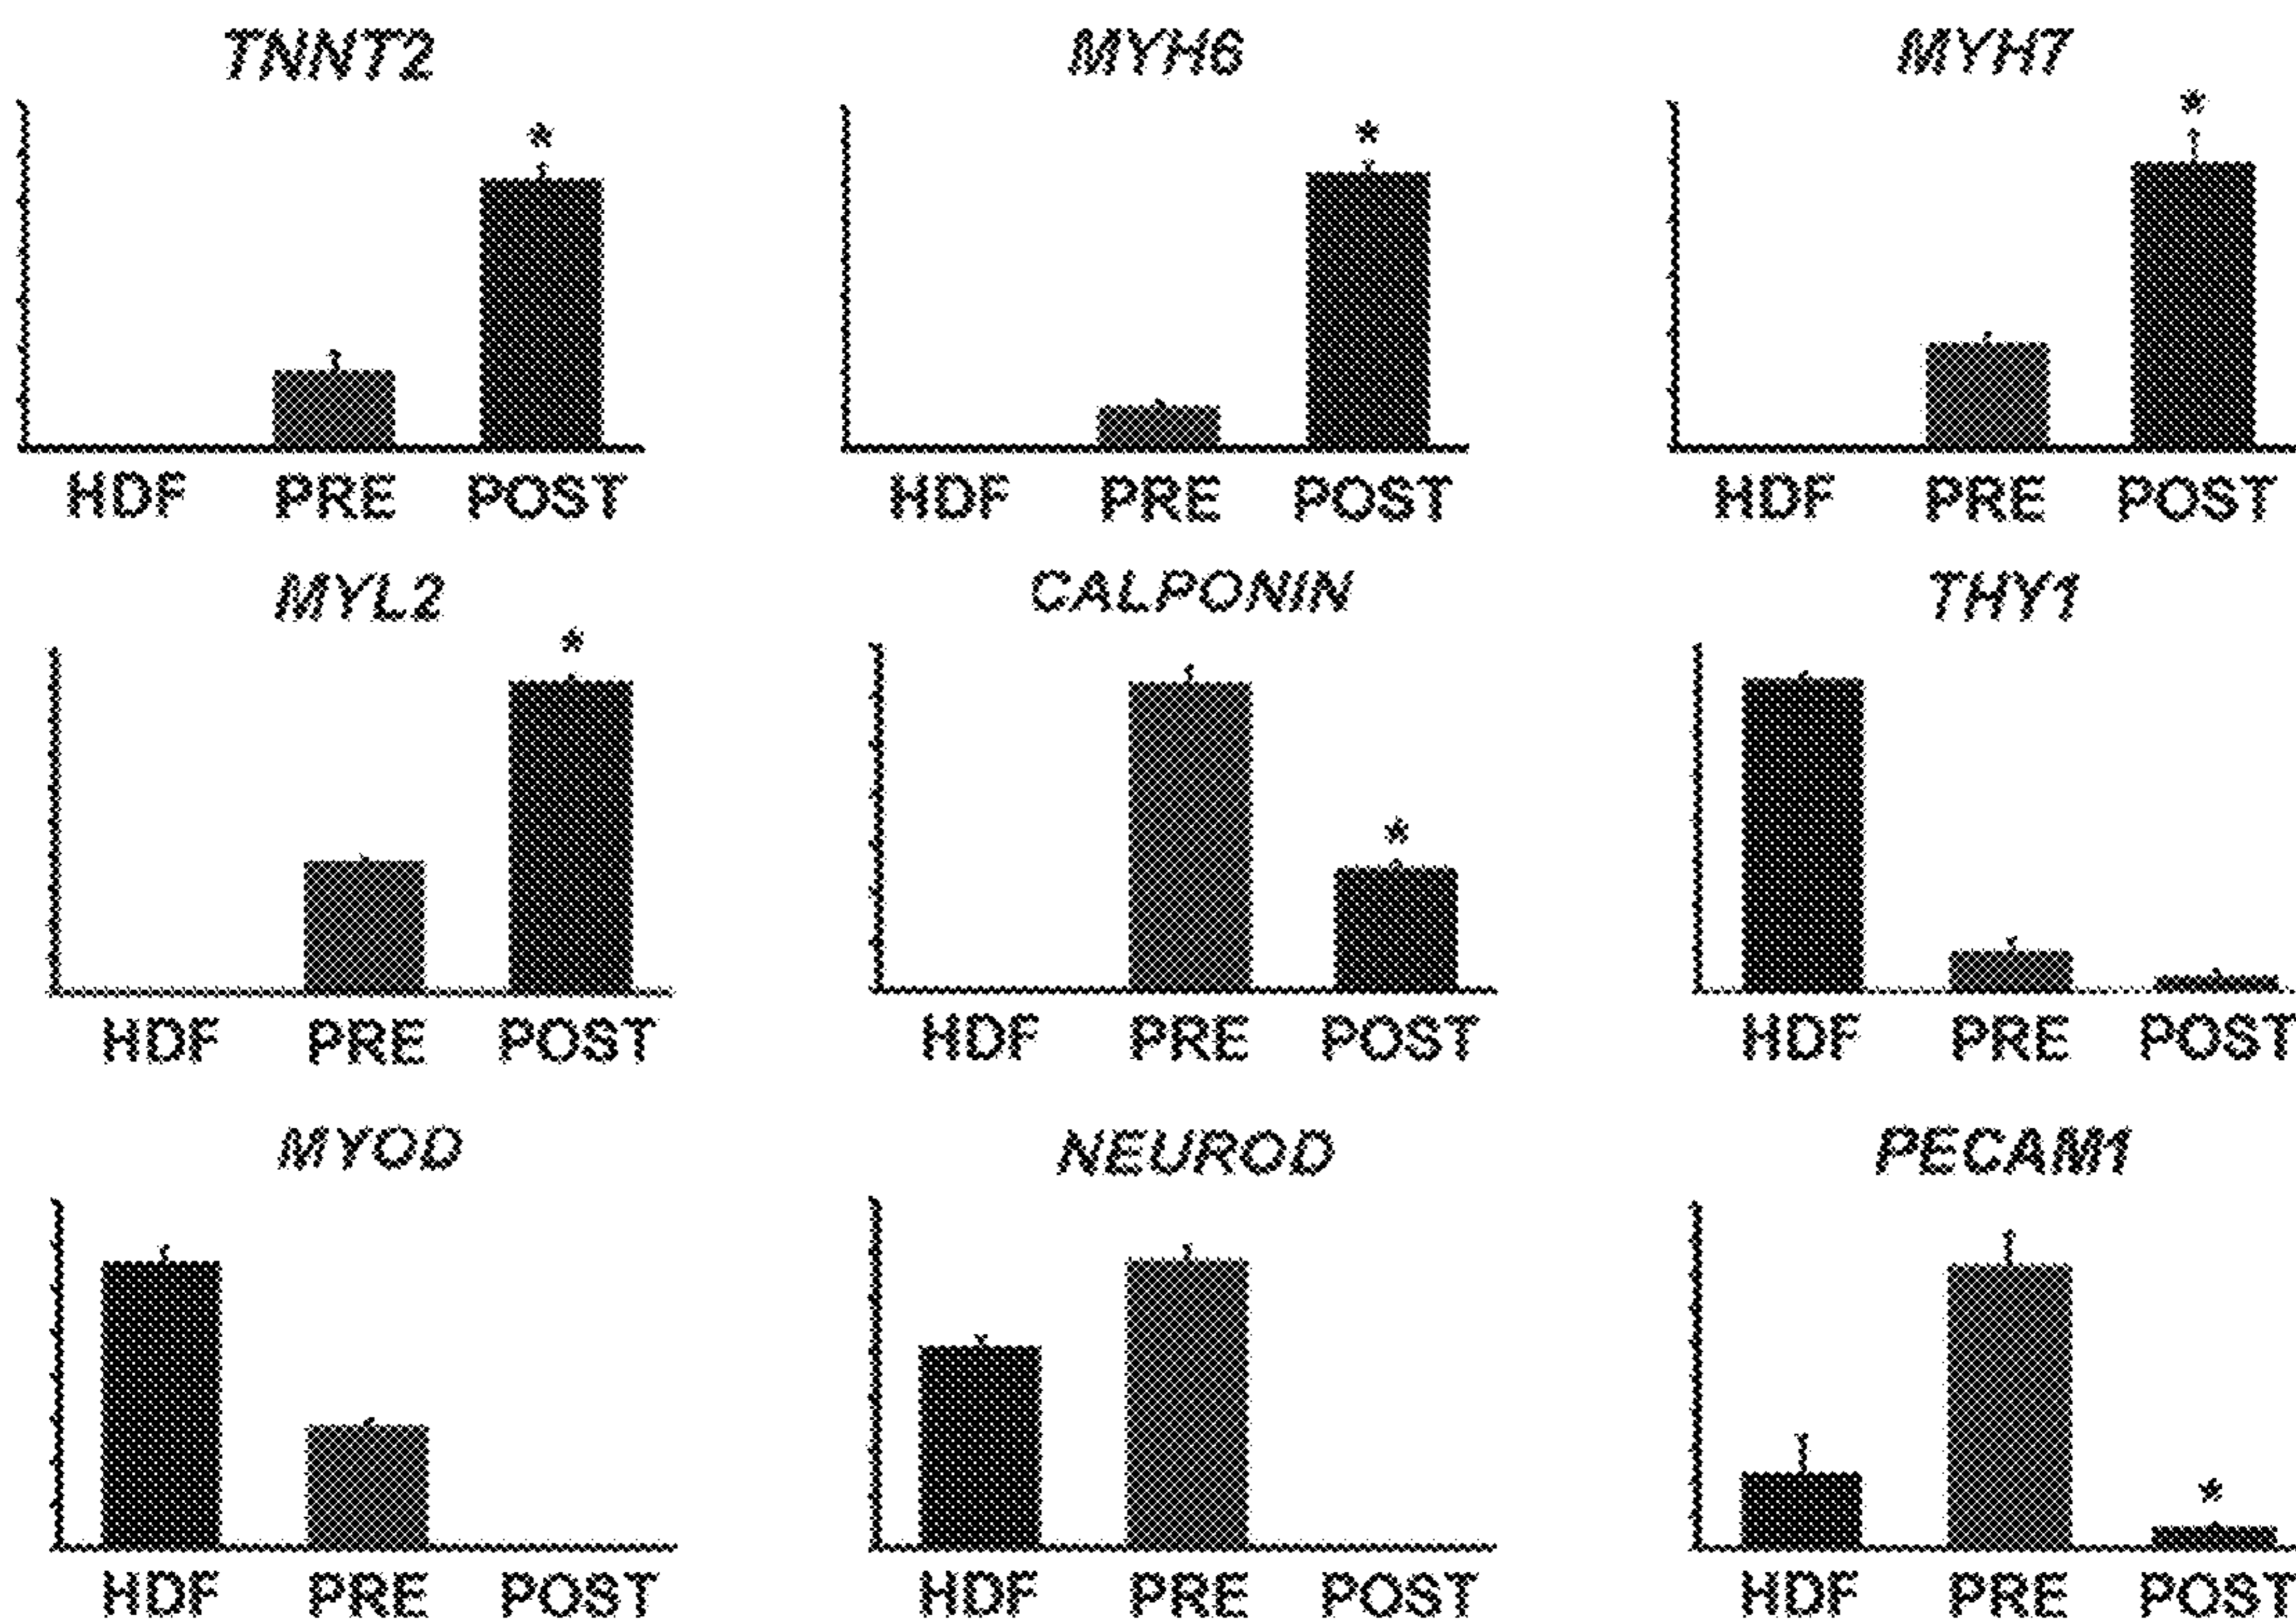 TNNT2 MYH6 MYH7
* * *
HDF PRE POST HDF PRE POST HDF PRE POST
MYL2 CALPONIN THY1
* *
HDF PRE POST HDF PRE POST HDF PRE POST
MYOD NEUROD PECAM1
*
HDF PRE POST HDF PRE POST HDF PRE POST